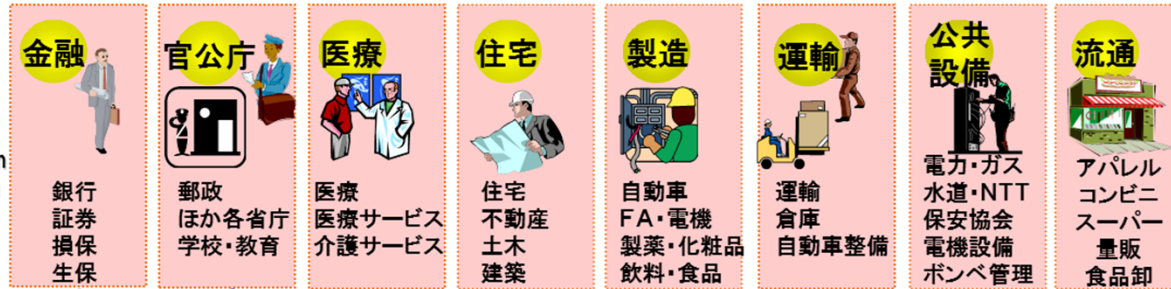 金融
銀行
証券
損保
生保
官公庁
郵政
ほか各省庁
学校・教育
医療
医療
医療サービス
介護サービス
住宅
住宅
不動産
土木
建築
製造
自動車
FA・電機
製薬・化粧品
飲料・食品
運輸
運輸
倉庫
自動車整備
公共
設備
電力・ガス
水道・NTT
保安協会
電機設備
ボンベ管理
流通
アパレル
コンビニ
スーパー
量販
食品卸